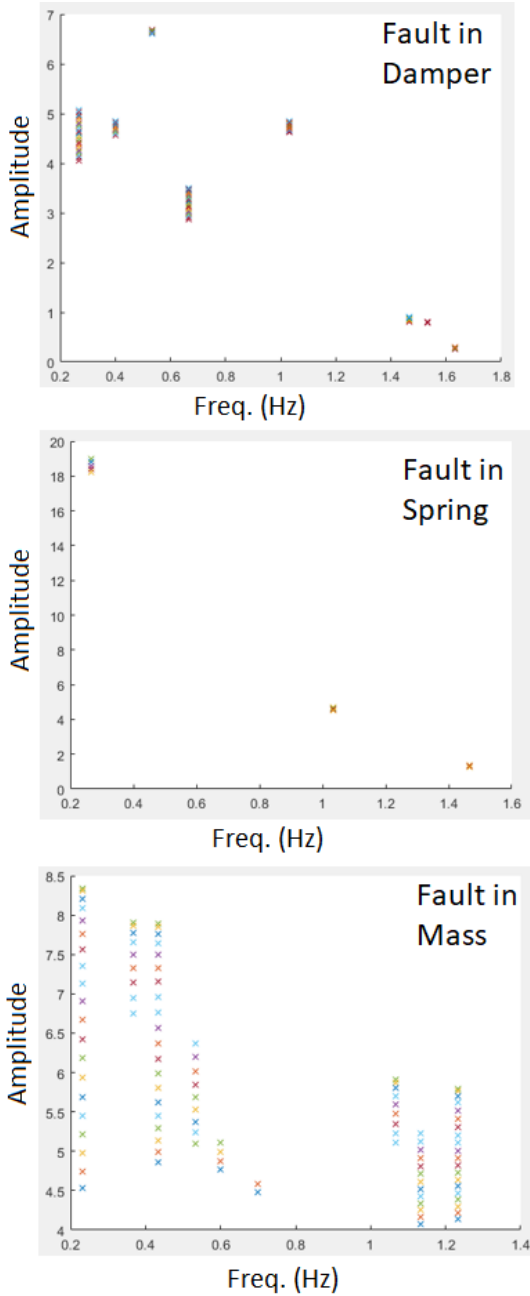 7
6
5
4
3
2
1
0
Amplitude
Fault in
Damper
0.2 0.4 0.6 0.8 1 1.2 1.4 1.6 1.8
Freq. (Hz)
20
18
16
14
12
10
8
6
4
2
0
Amplitude
Fault in
Spring
0.2 0.4 0.6 0.8 1 1.2 1.4 1.6
Freq. (Hz)
8.5
8
7.5
7
6.5
6
5.5
5
4.5
4
Amplitude
Fault in
Mass
0.2 0.4 0.6 0.8 1 1.2 1.4
Freq. (Hz)